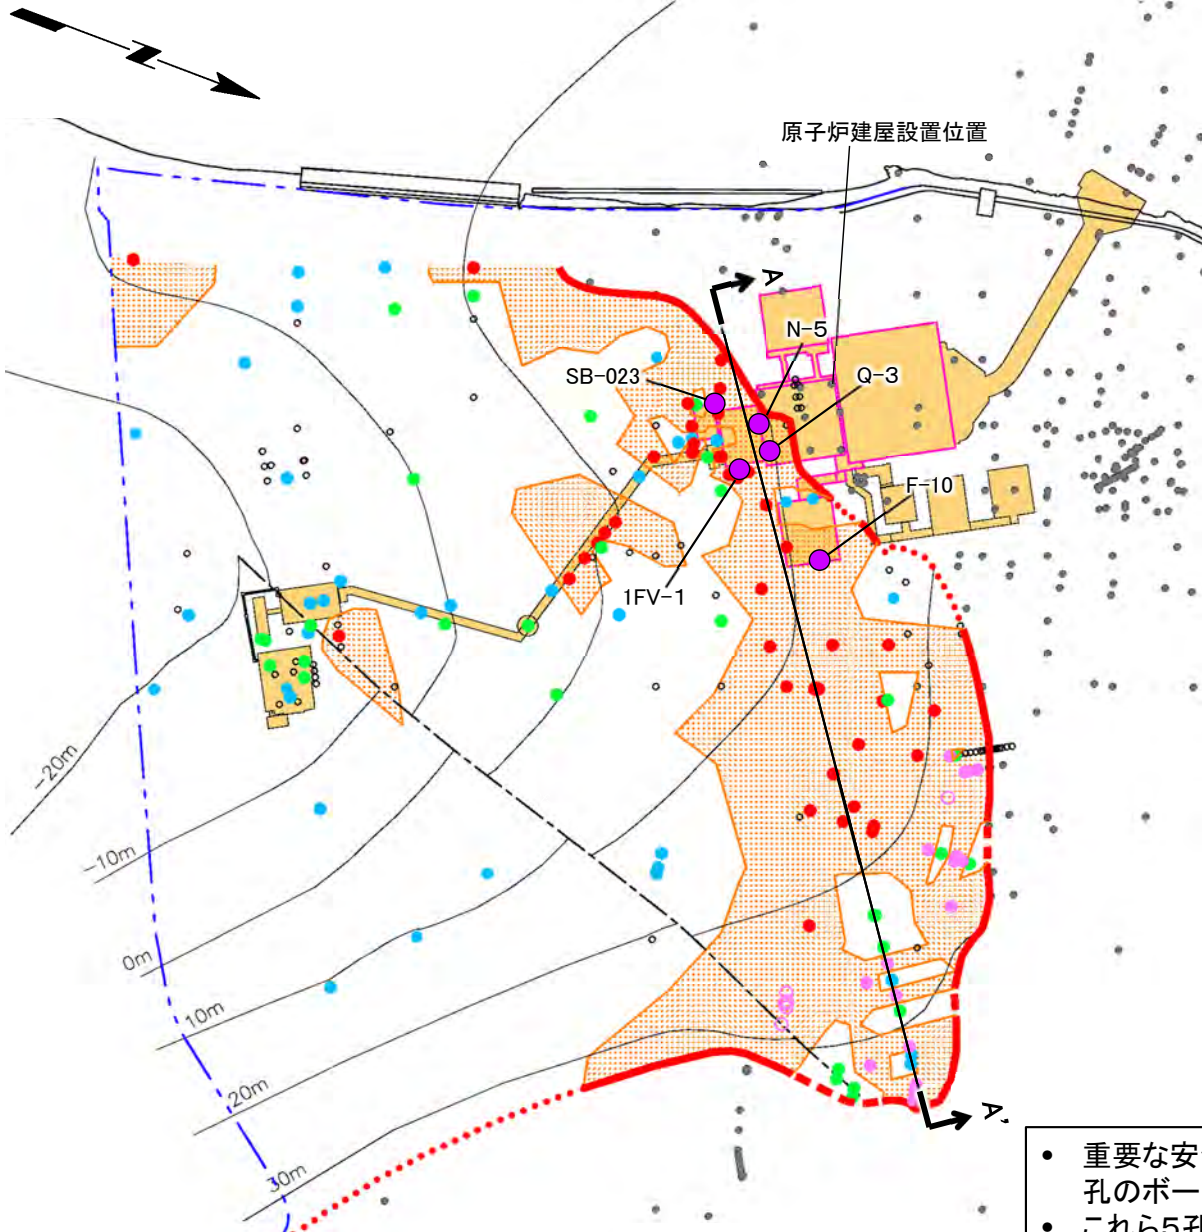 N
原子炉建屋設置位置
A
N-5
SB-023
Q-3
F-10
1FV-1
-20m
-10m
0m
10m
20m
30m
A'
• 重要な安
孔のボー
• これら5孔